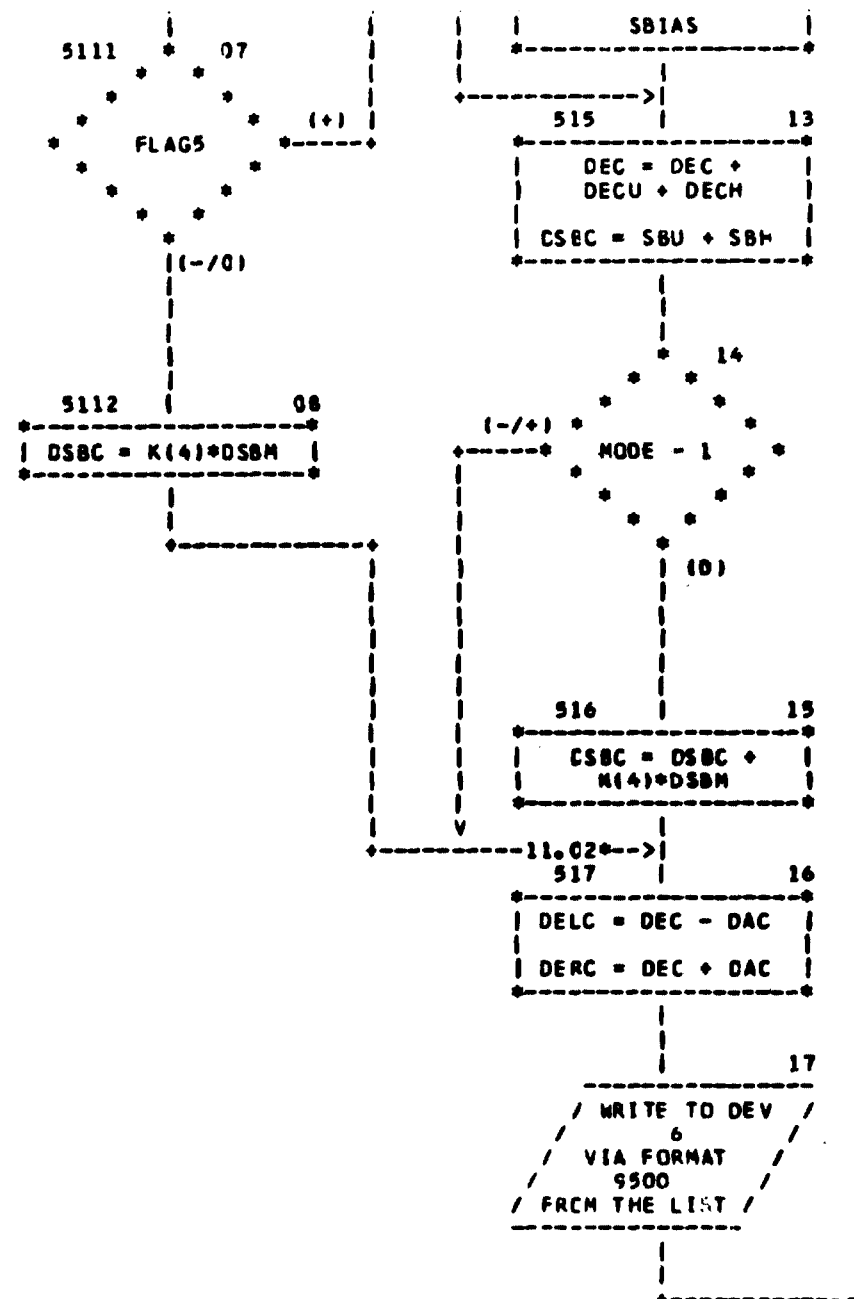 SBIAS
5111 07
FLAG5
(+)
(-/0)
5112 08
DSBC = K(4)*DSBM
515 13
DEC = DEC +
DECU + DECM
CSBC = SBU + SBM
14
(-/+)
MODE - 1
(0)
516 15
CSBC = DSBC +
K(4)*DSBM
11.02*-->
517 16
DELC = DEC - DAC
DERC = DEC + DAC
17
WRITE TO DEV
6
VIA FORMAT
9500
FROM THE LIST